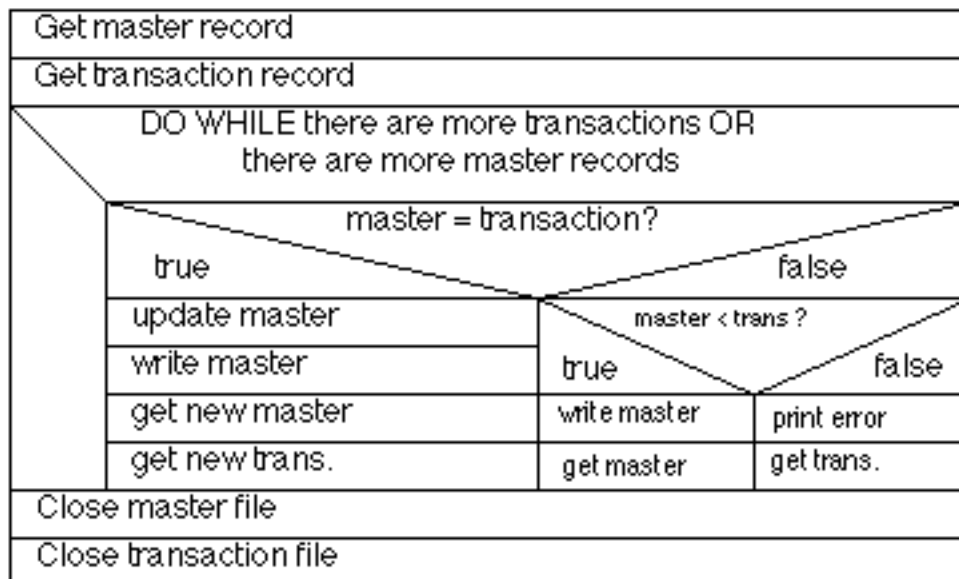 Get master record
Get transaction record
DO WHILE there are more transactions OR
there are more master records
master = transaction?
true
false
update master
master < trans ?
write master
true
false
get new master
write master
print error
get new trans.
get master
get trans.
Close master file
Close transaction file